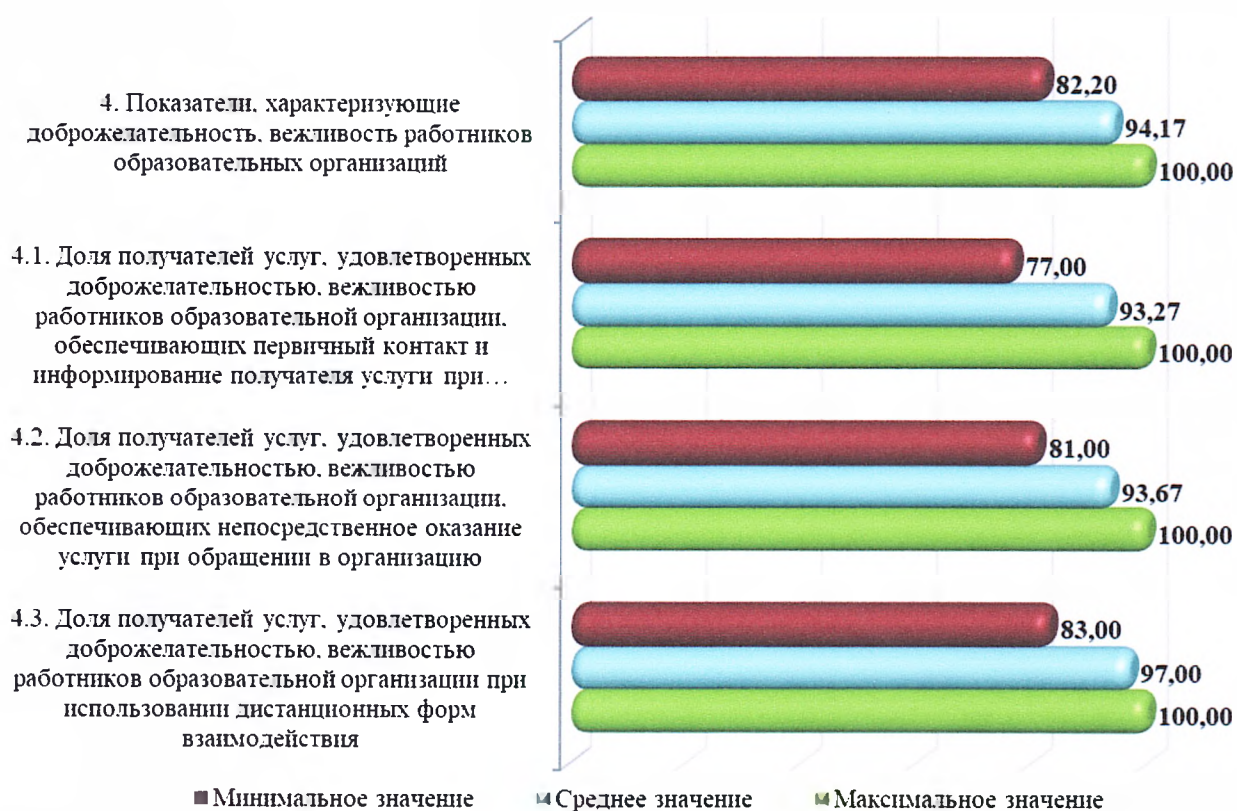 4. Показатели, характеризующие
доброжелательность, вежливость работников
образовательных организаций
82,20
94,17
100,00
4.1. Доля получателей услуг, удовлетворенных
доброжелательностью, вежливостью
работников образовательной организации,
обеспечивающих первичный контакт и
информирование получателя услуги при…
77,00
93,27
100,00
4.2. Доля получателей услуг, удовлетворенных
доброжелательностью, вежливостью
работников образовательной организации,
обеспечивающих непосредственное оказание
услуги при обращении в организацию
81,00
93,67
100,00
4.3. Доля получателей услуг, удовлетворенных
доброжелательностью, вежливостью
работников образовательной организации при
использовании дистанционных форм
взаимодействия
83,00
97,00
100,00
Минимальное значение Среднее значение Максимальное значение